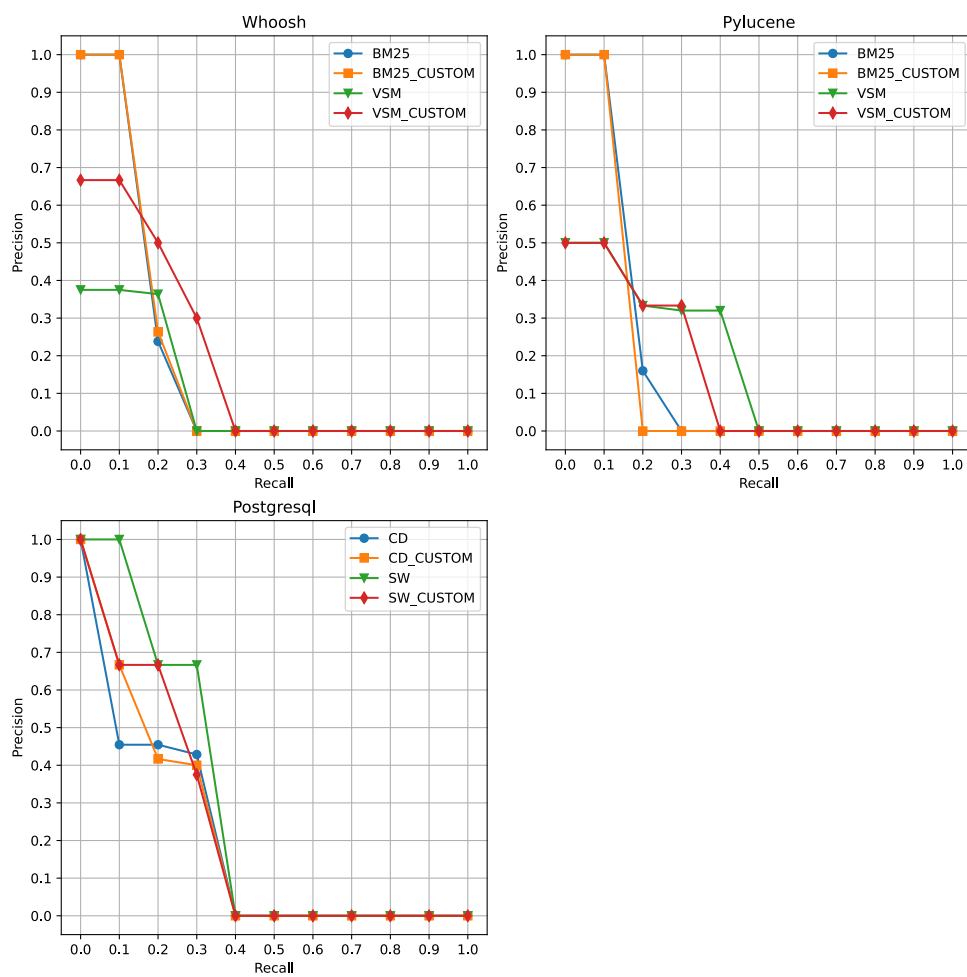 Whoosh
1.0
0.9
0.8
0.7
0.6
0.5
0.4
0.3
0.2
0.1
0.0
Precision
BM25
BM25_CUSTOM
VSM
VSM_CUSTOM
0.0 0.1 0.2 0.3 0.4 0.5 0.6 0.7 0.8 0.9 1.0
Recall
Pylucene
1.0
0.9
0.8
0.7
0.6
0.5
0.4
0.3
0.2
0.1
0.0
Precision
BM25
BM25_CUSTOM
VSM
VSM_CUSTOM
0.0 0.1 0.2 0.3 0.4 0.5 0.6 0.7 0.8 0.9 1.0
Recall
Postgresql
1.0
0.9
0.8
0.7
0.6
0.5
0.4
0.3
0.2
0.1
0.0
Precision
CD
CD_CUSTOM
SW
SW_CUSTOM
0.0 0.1 0.2 0.3 0.4 0.5 0.6 0.7 0.8 0.9 1.0
Recall